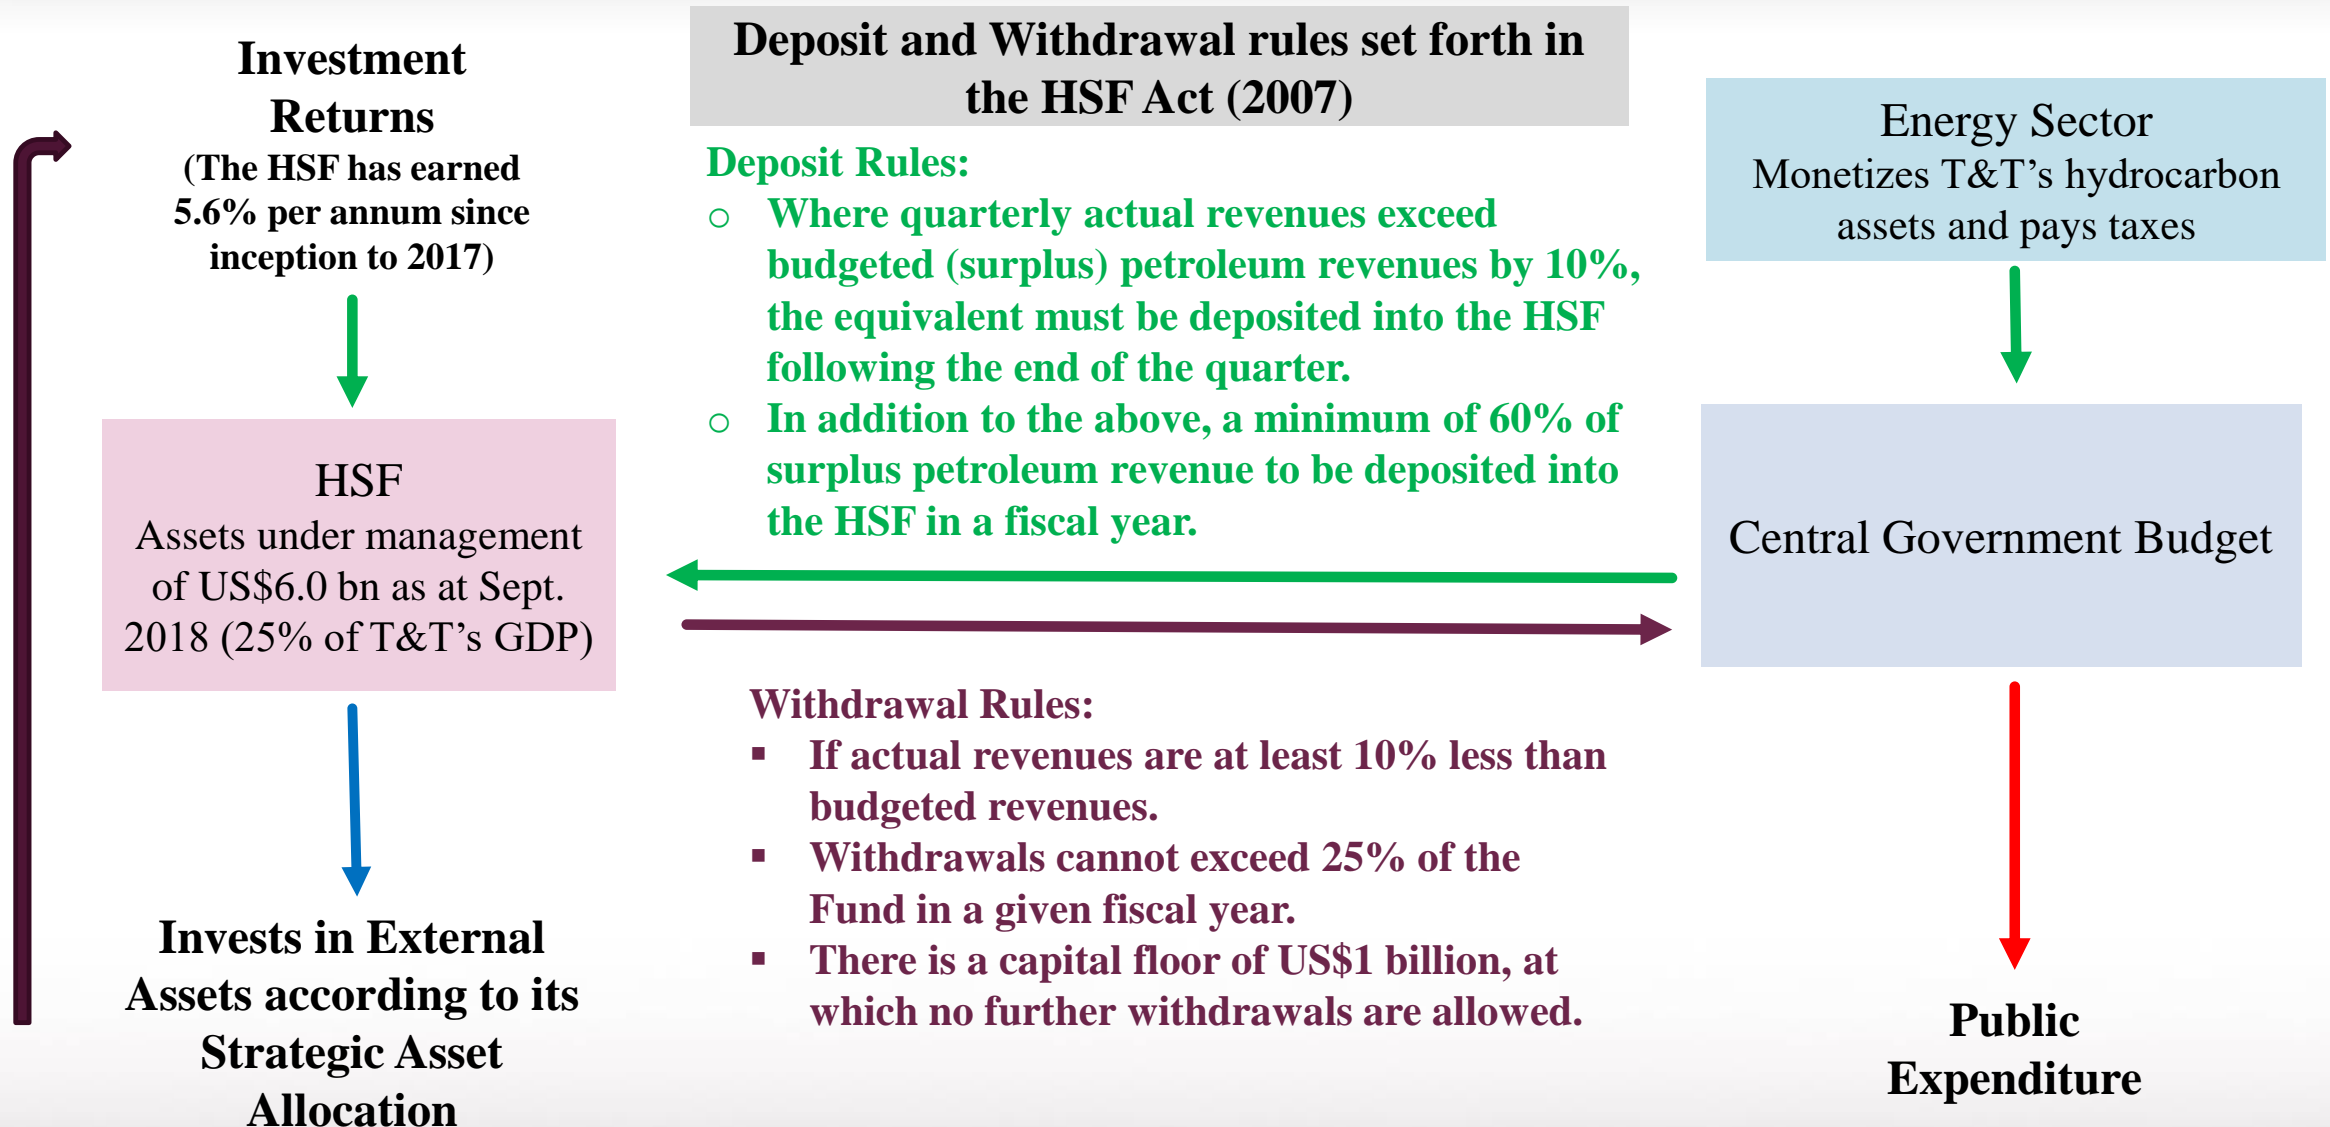 Investment
Returns
(The HSF has earned
5.6% per annum since
inception to 2017)
HSF
Assets under management
of US$6.0 bn as at Sept.
2018 (25% of T&T’s GDP)
Invests in External
Assets according to its
Strategic Asset
Allocation
Deposit and Withdrawal rules set forth in
the HSF Act (2007)
Deposit Rules:
○ Where quarterly actual revenues exceed
budgeted (surplus) petroleum revenues by 10%,
the equivalent must be deposited into the HSF
following the end of the quarter.
○ In addition to the above, a minimum of 60% of
surplus petroleum revenue to be deposited into
the HSF in a fiscal year.
Withdrawal Rules:
▪ If actual revenues are at least 10% less than
budgeted revenues.
▪ Withdrawals cannot exceed 25% of the
Fund in a given fiscal year.
▪ There is a capital floor of US$1 billion, at
which no further withdrawals are allowed.
Energy Sector
Monetizes T&T’s hydrocarbon
assets and pays taxes
Central Government Budget
Public
Expenditure